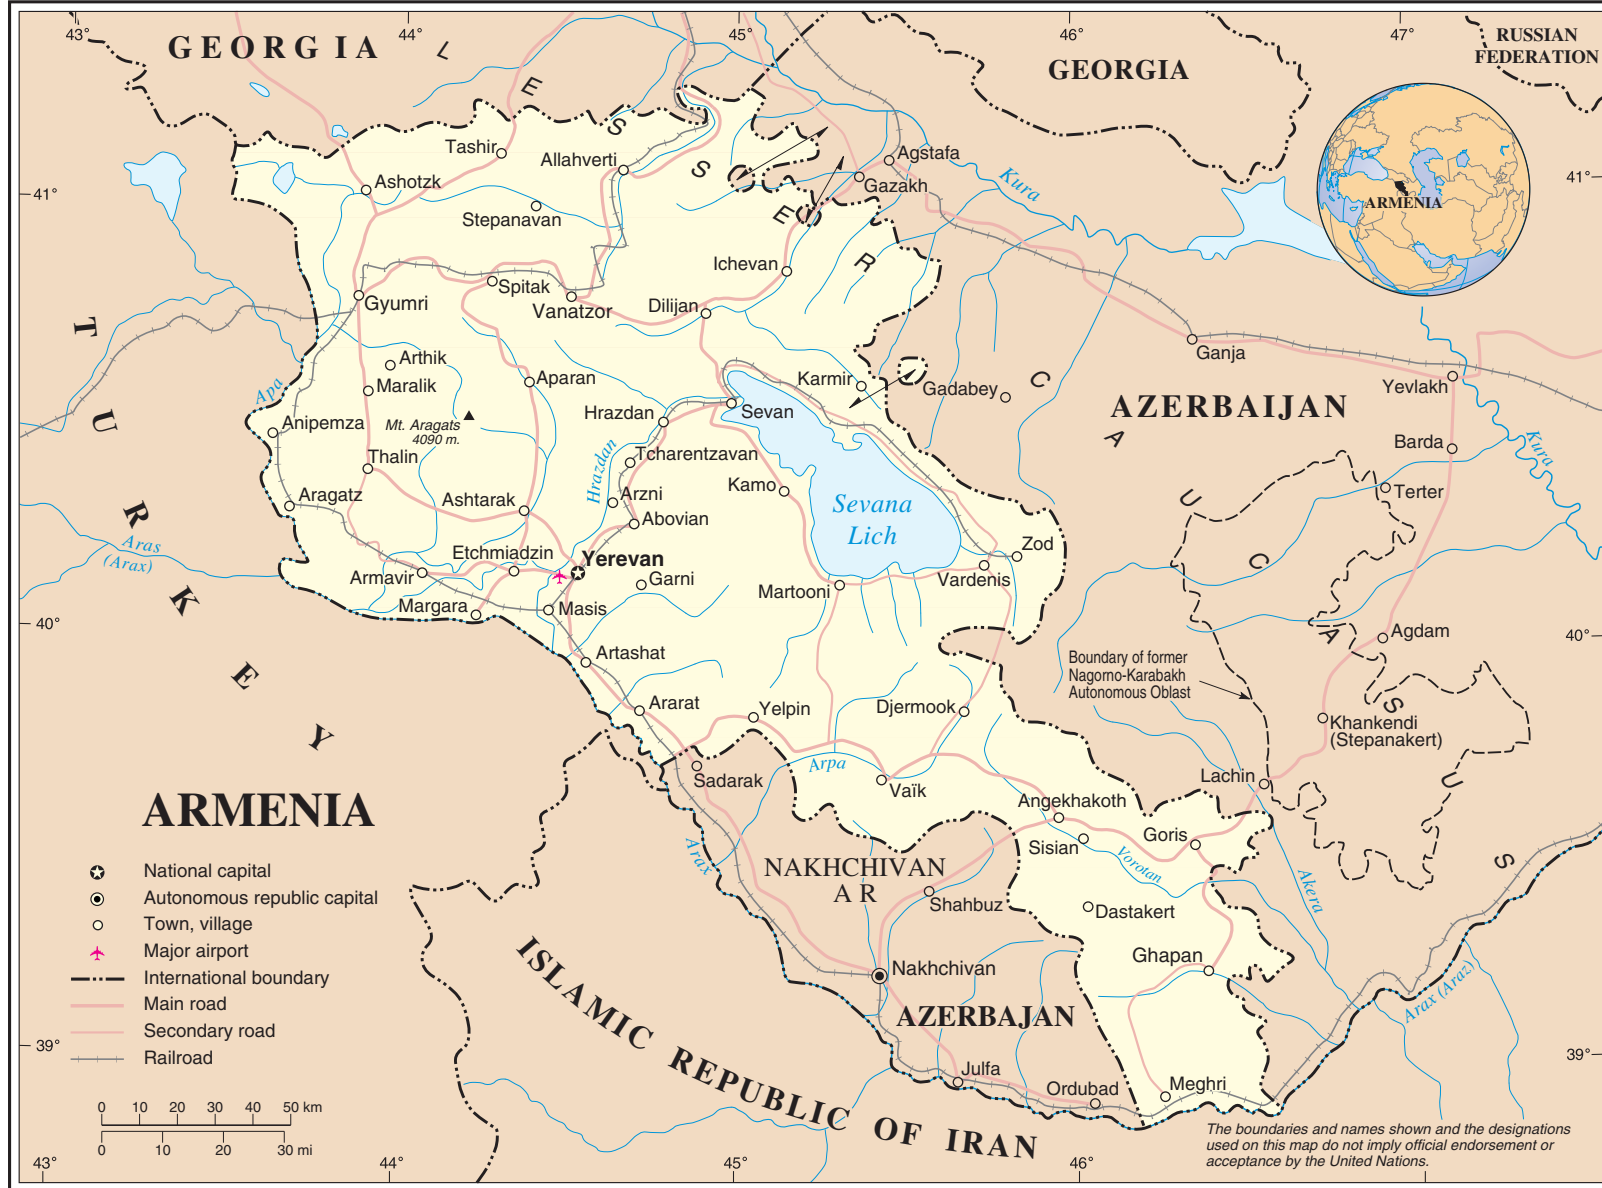 43°
44°
45°
46°
47°
GEORGIA
GEORGIA
RUSSIAN
FEDERATION
LESSER
CAUCASUS
ARMENIA
41°
41°
Tashir
Allahverti
Ashotzk
Stepanavan
Agstafa
Gazakh
Kura
Ichevan
Spitak
Gyumri
Vanatzor
Dilijan
Ganja
Arthik
Maralik
Aparan
Karmir
Gadabey
Yevlakh
Apa
Anipemza
Mt. Aragats
4090 m.
Hrazdan
Sevan
AZERBAIJAN
Barda
Kura
Thalin
Hrazdan
Tcharentzavan
Kamo
Terter
Aragatz
Ashtarak
Arzni
Abovian
Sevana
Lich
Aras
(Arax)
Etchmiadzin
Yerevan
Zod
Armavir
Garni
Vardenis
Margara
Masis
Martooni
40°
40°
TURKEY
Artashat
Agdam
Boundary of former
Nagorno-Karabakh
Autonomous Oblast
Ararat
Yelpin
Djermook
Khankendi
(Stepanakert)
Sadarak
Arpa
Vaïk
Lachin
Angekhakoth
Sisian
Goris
Arax
NAKHCHIVAN
A R
Vorotan
Akera
Shahbuz
Dastakert
Ghapan
Nakhchivan
AZERBAJAN
Arax (Araz)
39°
39°
ISLAMIC REPUBLIC OF IRAN
Julfa
Ordubad
Meghri
ARMENIA
National capital
Autonomous republic capital
Town, village
Major airport
International boundary
Main road
Secondary road
Railroad
0 10 20 30 40 50 km
0 10 20 30 mi
The boundaries and names shown and the designations
used on this map do not imply official endorsement or
acceptance by the United Nations.
43°
44°
45°
46°